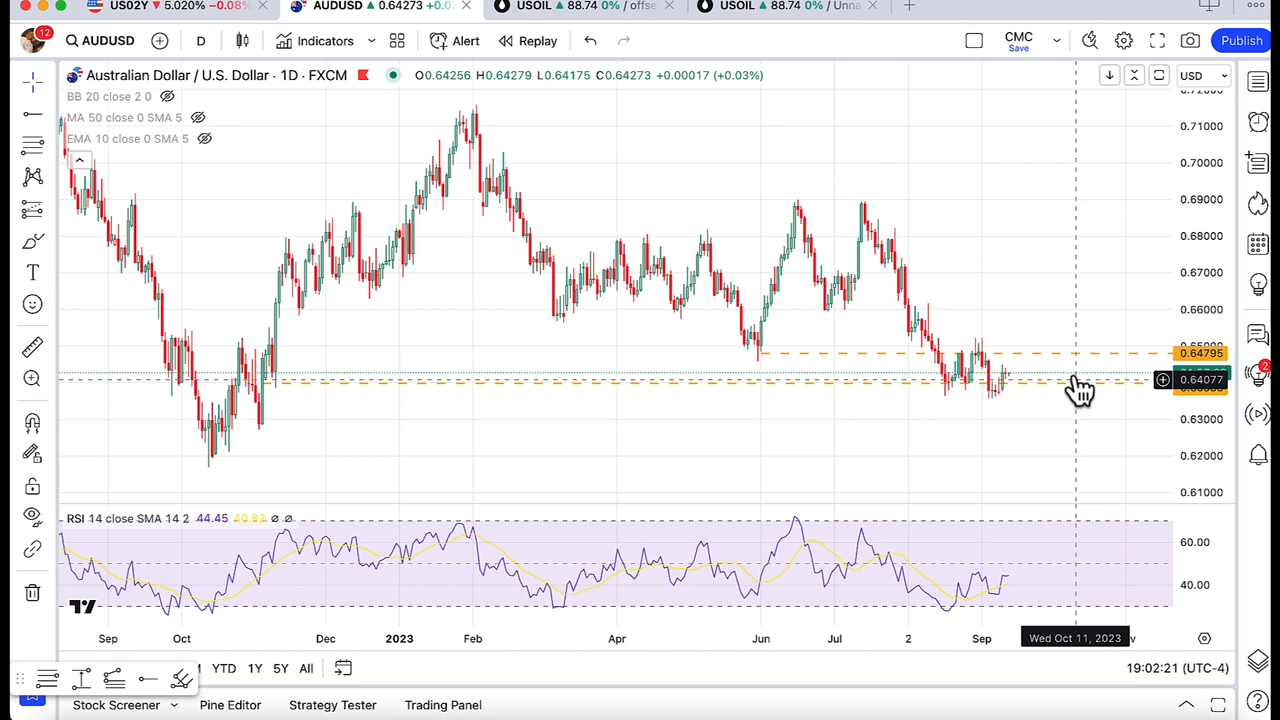 US02Y ▼ 5.020% −0.08%
AUDUSD ▲ 0.64273 +0.0
USOIL ▲ 88.74 0% / offse
USOIL ▲ 88.74 0% / Unna
12
AUDUSD
D
Indicators
Alert
Replay
CMC
Save
Publish
Australian Dollar / U.S. Dollar · 1D · FXCM
O0.64256 H0.64279 L0.64175 C0.64273 +0.00017 (+0.03%)
USD
BB 20 close 2 0
MA 50 close 0 SMA 5
EMA 10 close 0 SMA 5
0.71000
0.70000
0.69000
0.68000
0.67000
0.66000
0.65000
0.64795
0.64077
0.63000
0.62000
0.61000
2
RSI 14 close SMA 14 2 44.45 40.82 ∅ ∅
60.00
40.00
Sep Oct Dec 2023 Feb Apr Jun Jul 2 Sep Wed Oct 11, 2023 v
YTD 1Y 5Y All
19:02:21 (UTC-4)
Stock Screener Pine Editor Strategy Tester Trading Panel